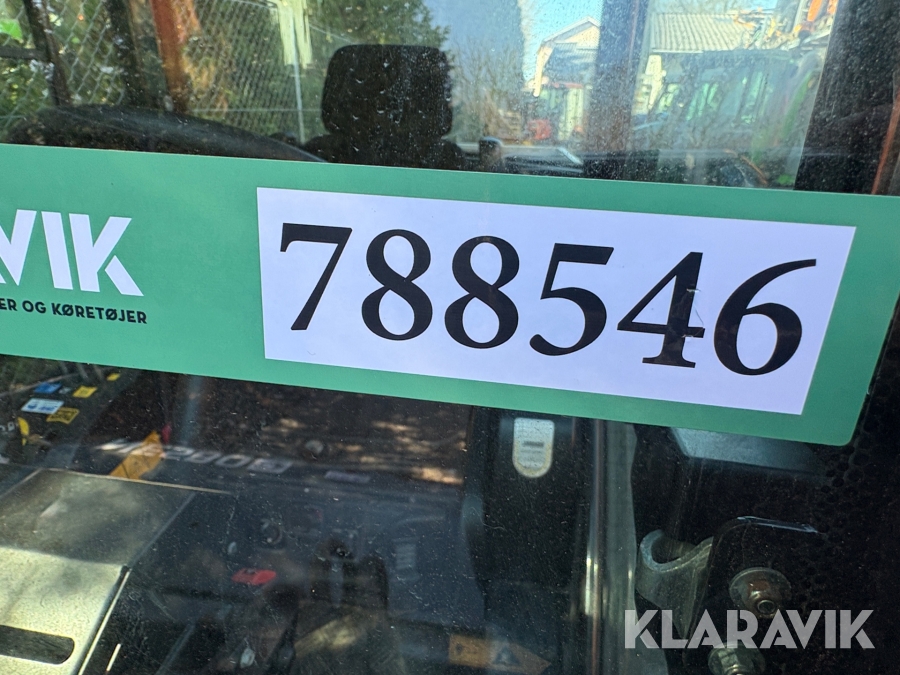 VIK
ER OG KØRETØJER
788546
KLARAVIK